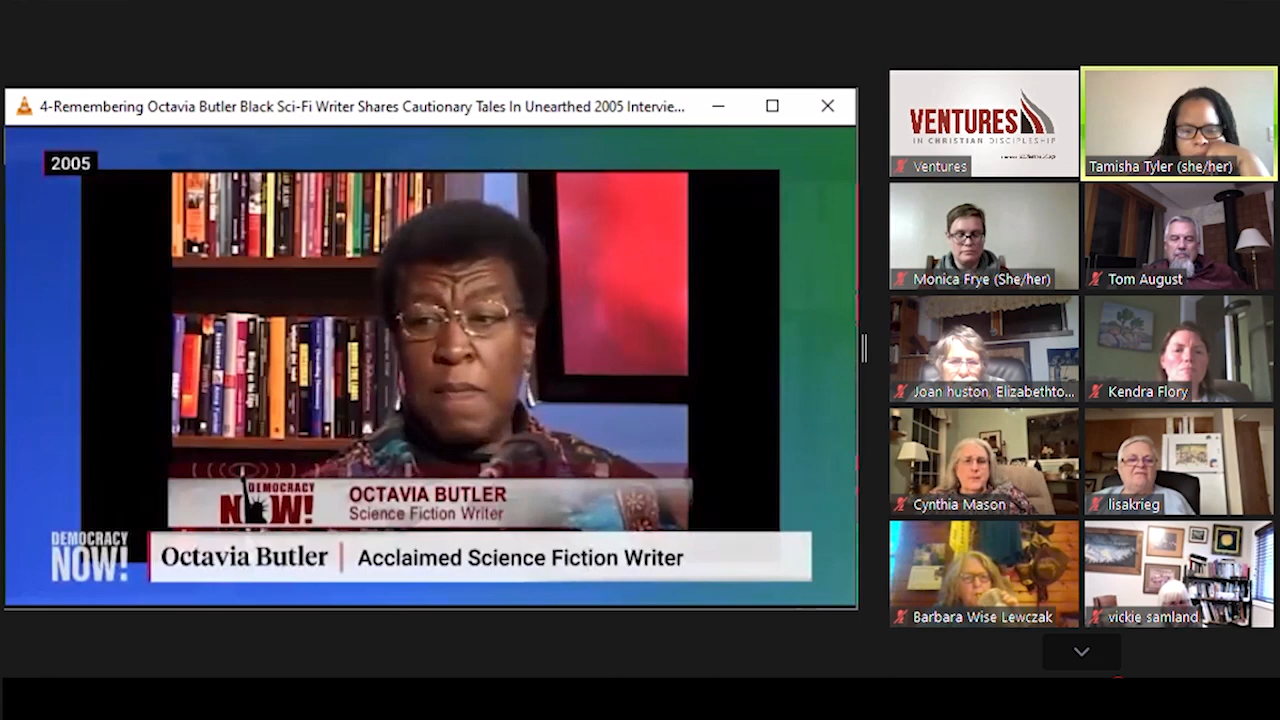 4-Remembering Octavia Butler Black Sci-Fi Writer Shares Cautionary Tales In Unearthed 2005 Intervie...
2005
DEMOCRACY
NOW!
OCTAVIA BUTLER
Science Fiction Writer
DEMOCRACY
NOW!
Octavia Butler
Acclaimed Science Fiction Writer
VENTURES
IN CHRISTIAN DISCIPLESHIP
Ventures
Tamisha Tyler (she/her)
Monica Frye (She/her)
Tom August
Joan huston, Elizabethto...
Kendra Flory
Cynthia Mason
lisakrieg
Barbara Wise Lewczak
vickie samland